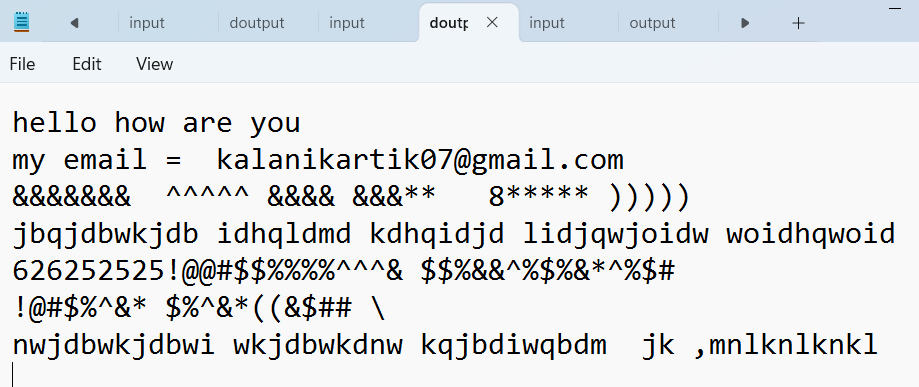 input doutput input doutp input output
File Edit View
hello how are you
my email =  kalanikartik07@gmail.com
&&&&&&&  ^^^^^ &&&& &&&**   8***** )))))
jbqjdbwkjdb idhqldmd kdhqidjd lidjqwjoidw woidhqwoid
626252525!@@#$$%%%%^^^& $$%&&^%$%&*^%$#
!@#$%^&* $%^&*((&$## \
nwjdbwkjdbwi wkjdbwkdnw kqjbdiwqbdm  jk ,mnlknlknkl